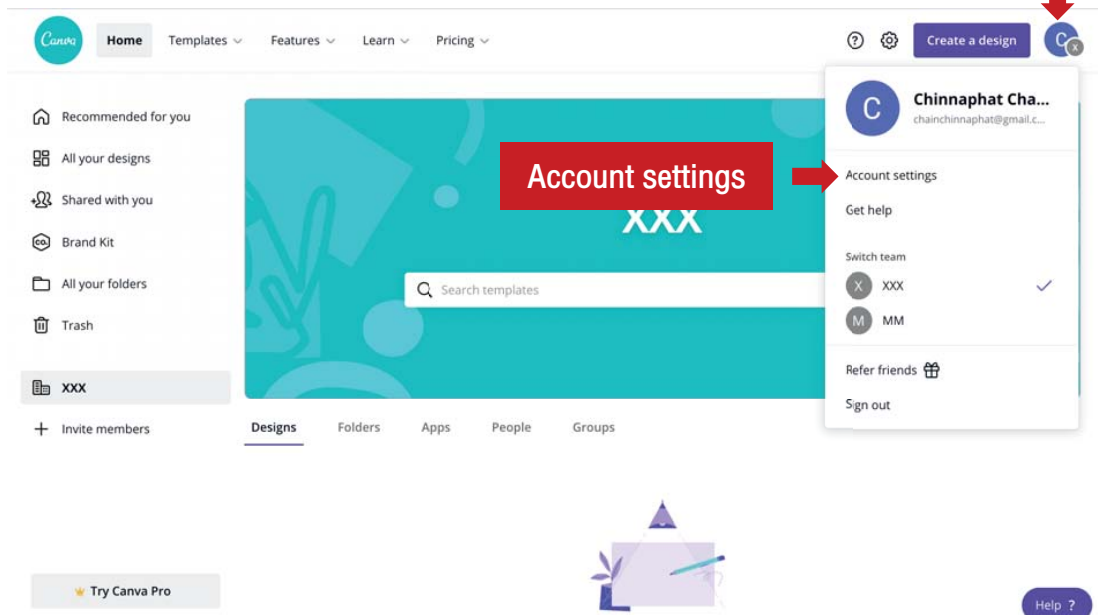 Canva
Home Templates Features Learn Pricing
Create a design
C
X
C
Chinnaphat Cha...
chainchinnaphat@gmail.c...
Recommended for you
All your designs
Shared with you
co. Brand Kit
All your folders
Trash
XXX
Invite members
Account settings
XXX
Search templates
Account settings
Get help
Switch team
X XXX
M MM
Refer friends
Sign out
Designs Folders Apps People Groups
Try Canva Pro
Help ?